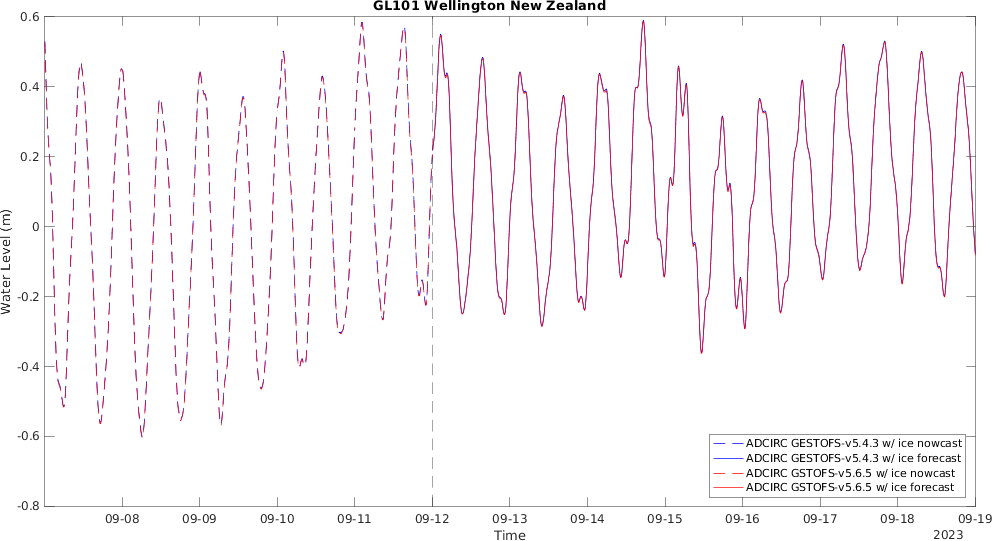 GL101 Wellington New Zealand
0.6
0.4
0.2
0
-0.2
-0.4
-0.6
-0.8
Water Level (m)
ADCIRC GESTOFS-v5.4.3 w/ ice nowcast
ADCIRC GESTOFS-v5.4.3 w/ ice forecast
ADCIRC GSTOFS-v5.6.5 w/ ice nowcast
ADCIRC GSTOFS-v5.6.5 w/ ice forecast
09-08 09-09 09-10 09-11 09-12 09-13 09-14 09-15 09-16 09-17 09-18 09-19
Time
2023